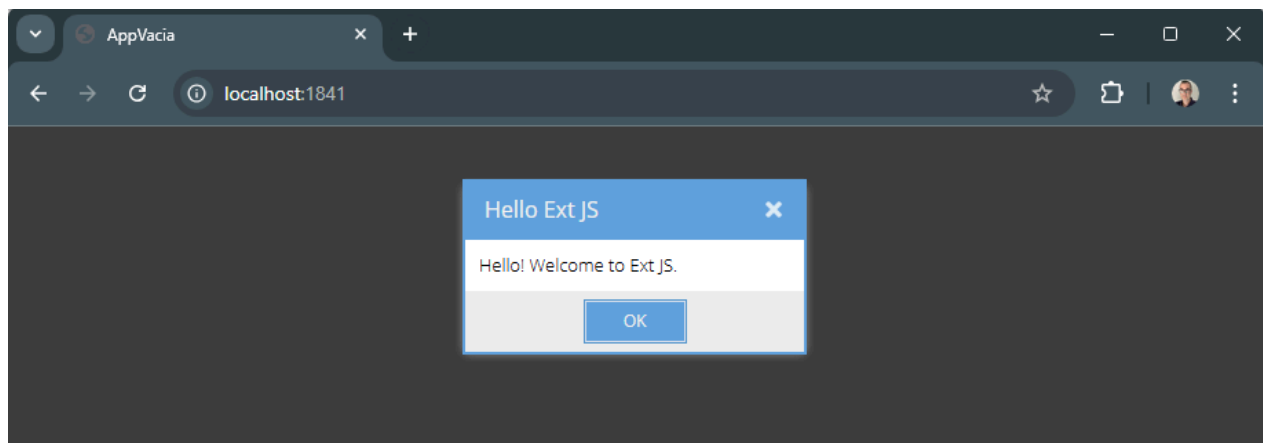 AppVacia
localhost:1841
Hello Ext JS
Hello! Welcome to Ext JS.
OK